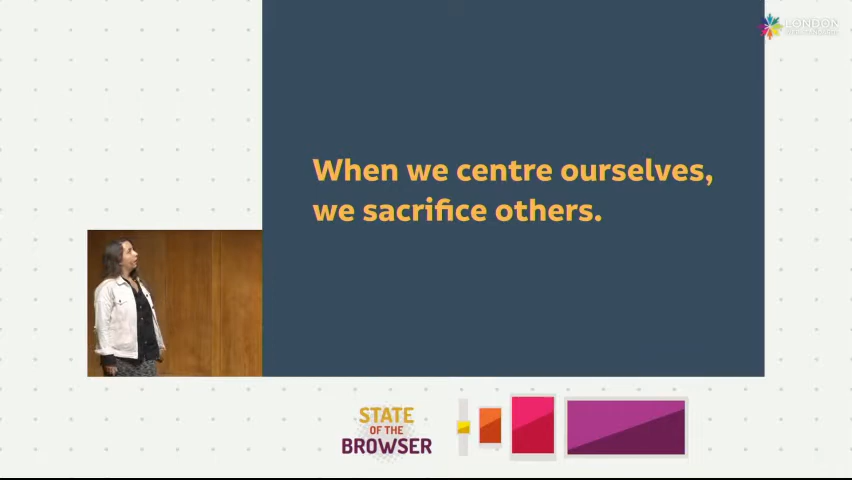 LONDON
When we centre ourselves,
we sacrifice others.
STATE
OF THE
BROWSER